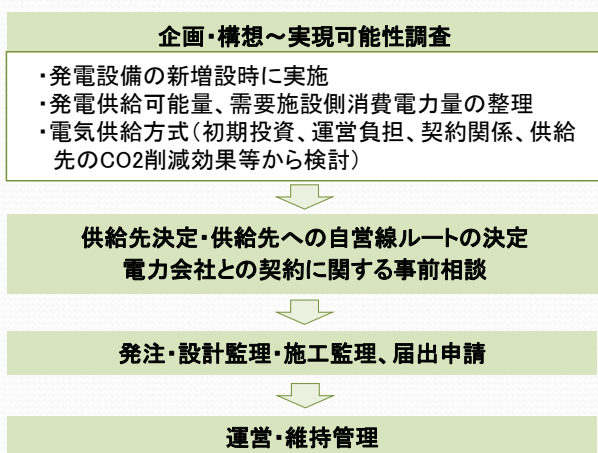 企画・構想～実現可能性調査
・発電設備の新増設時に実施
・発電供給可能量、需要施設側消費電力量の整理
・電気供給方式（初期投資、運営負担、契約関係、供給
先のCO2削減効果等から検討）
供給先決定・供給先への自営線ルートの決定
電力会社との契約に関する事前相談
発注・設計監理・施工監理、届出申請
運営・維持管理